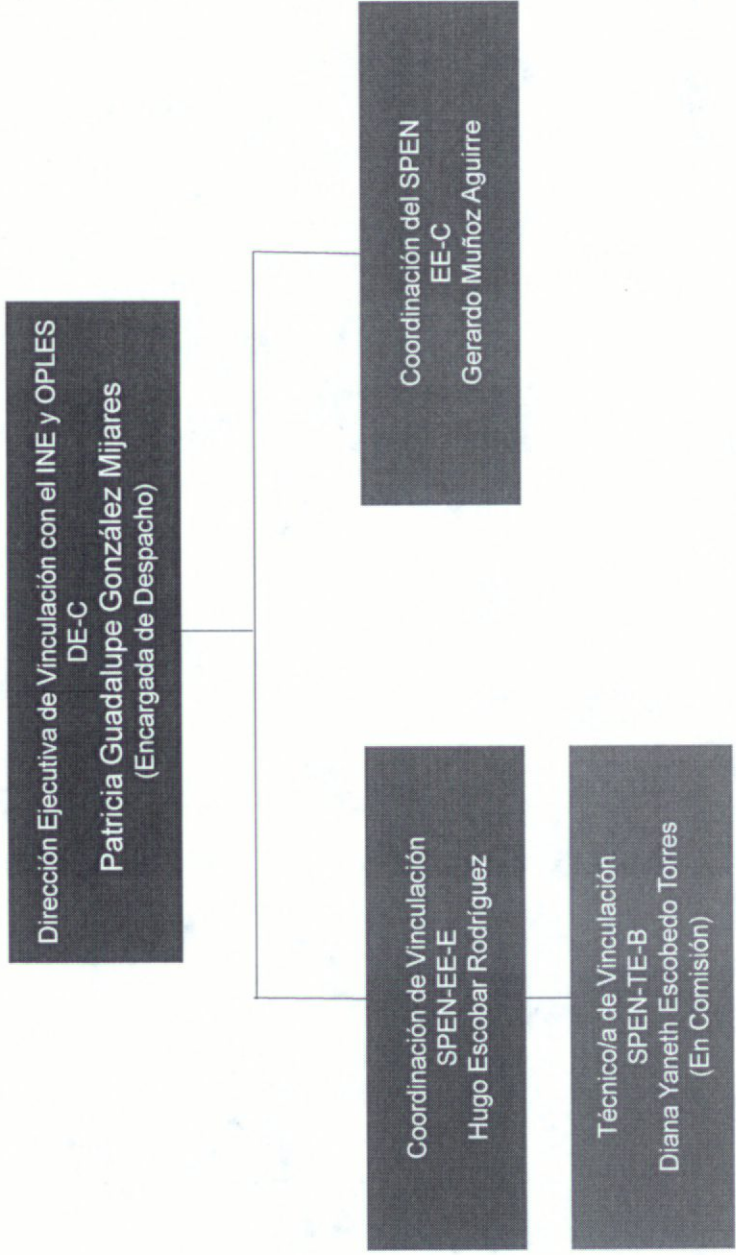 Dirección Ejecutiva de Vinculación con el INE y OPLES
DE-C
Patricia Guadalupe González Mijares
(Encargada de Despacho)
Coordinación de Vinculación
SPEN-EE-E
Hugo Escobar Rodríguez
Técnico/a de Vinculación
SPEN-TE-B
Diana Yaneth Escobedo Torres
(En Comisión)
Coordinación del SPEN
EE-C
Gerardo Muñoz Aguirre